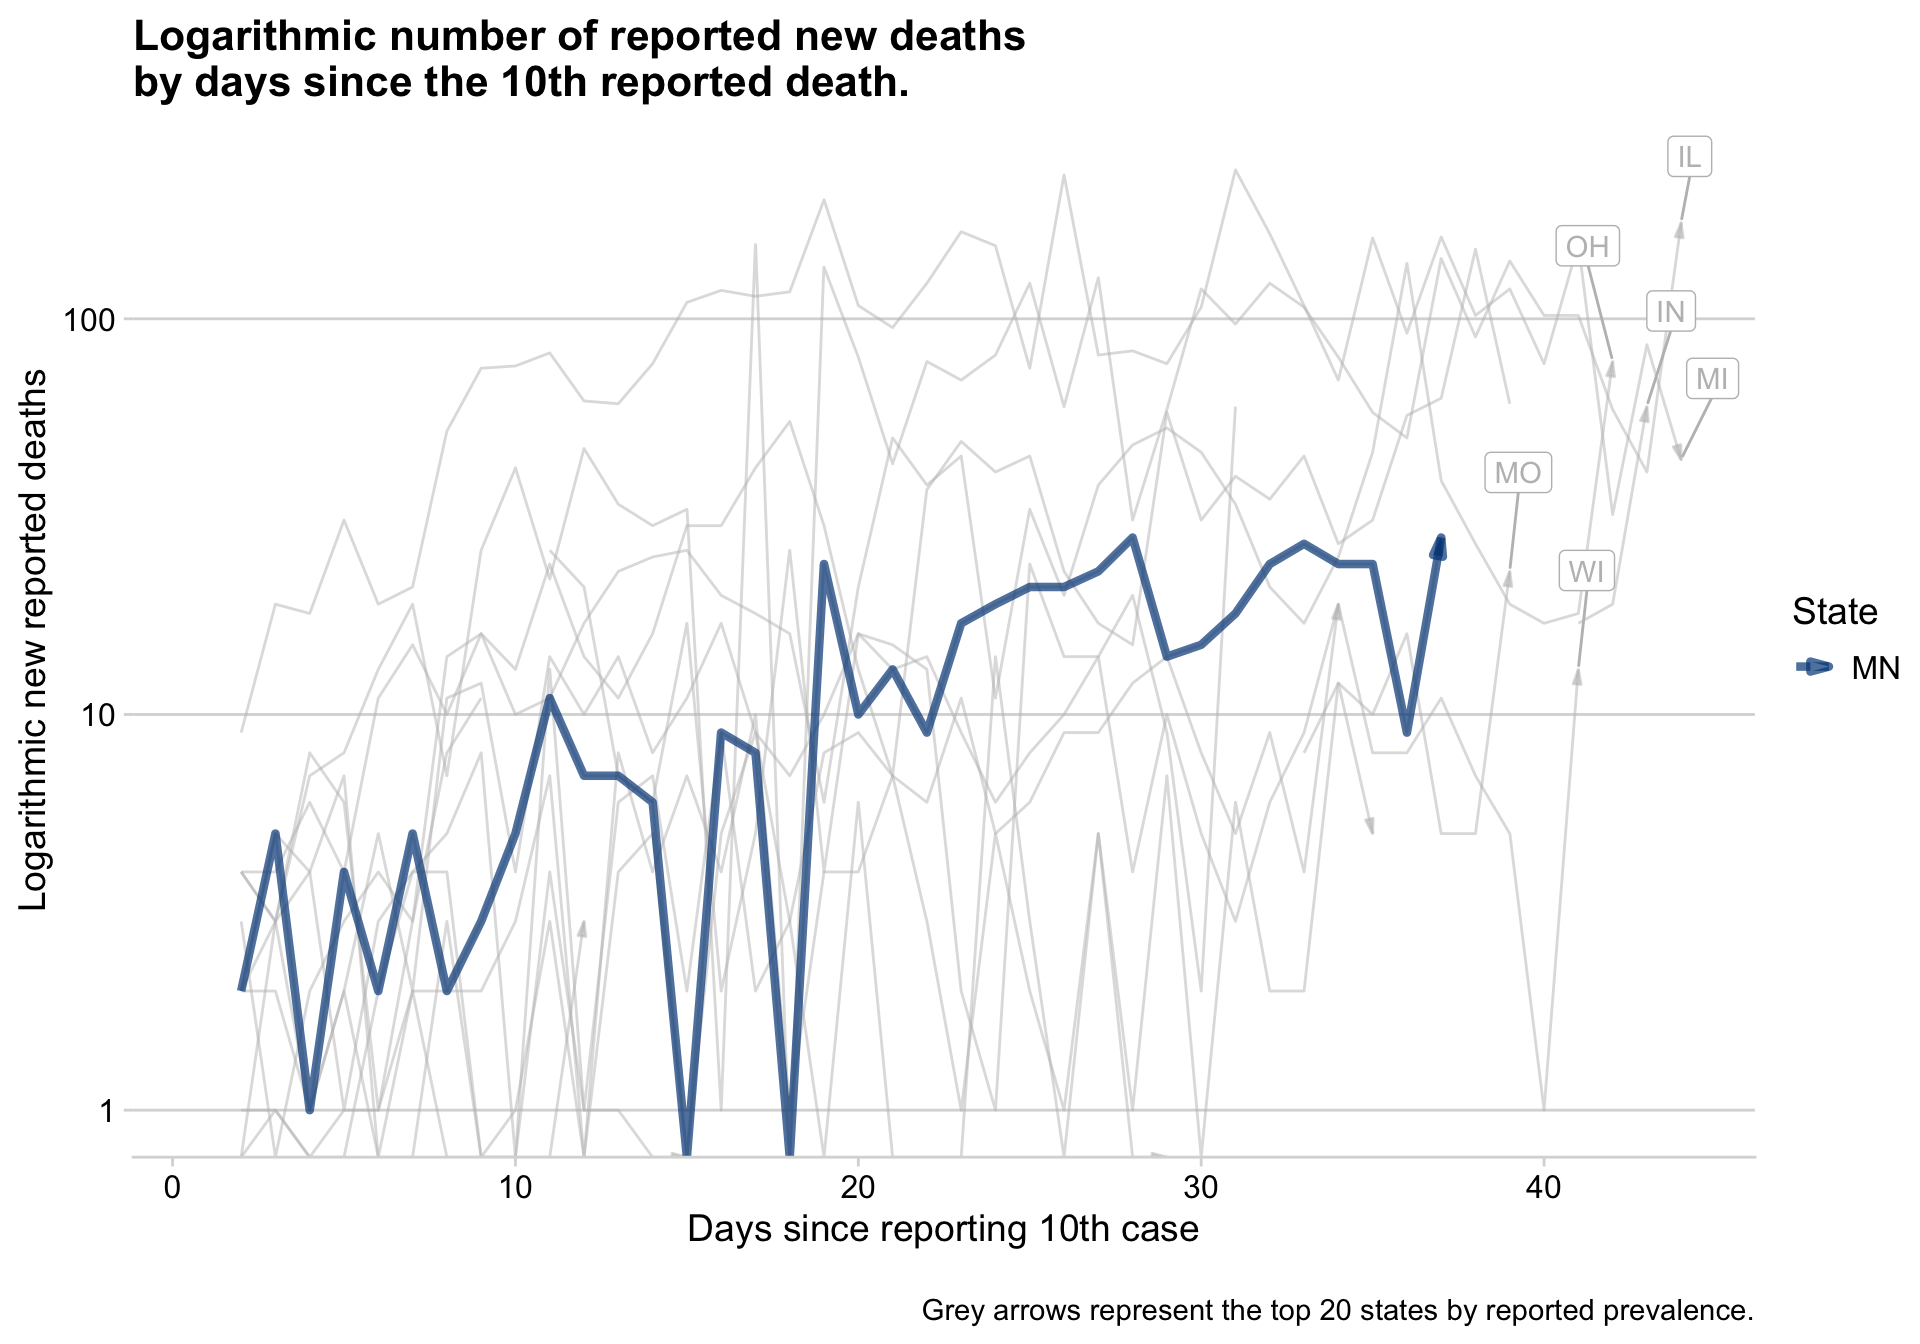 Logarithmic number of reported new deaths
by days since the 10th reported death.
IL
OH
IN
MI
MO
WI
100
10
1
Logarithmic new reported deaths
State
MN
0
10
20
30
40
Days since reporting 10th case
Grey arrows represent the top 20 states by reported prevalence.